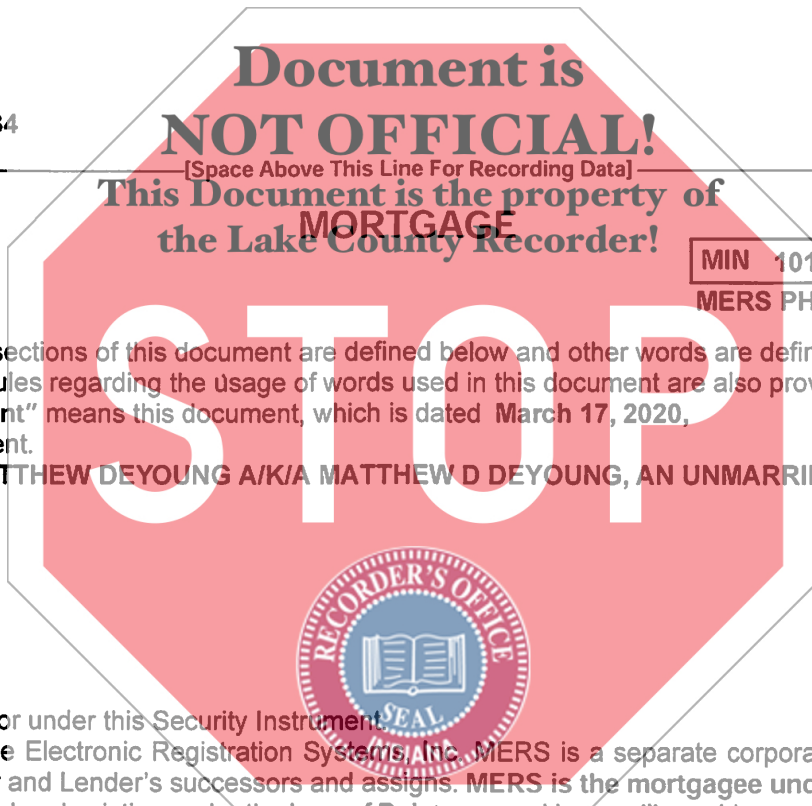 Document is
NOT OFFICIAL!
[Space Above This Line For Recording Data]
This Document is the property of
MORTGAGE
the Lake County Recorder!
MIN 101
MERS PH
STOP
sections of this document are defined below and other words are defin
ules regarding the usage of words used in this document are also prov
nt" means this document, which is dated March 17, 2020,
ent.
TTHEW DEYOUNG A/K/A MATTHEW D DEYOUNG, AN UNMARRI
RECORDER'S OFFICE
SEAL
INDIANA
or under this Security Instrument.
e Electronic Registration Systems, Inc. MERS is a separate corpora
r and Lender's successors and assigns. MERS is the mortgagee und